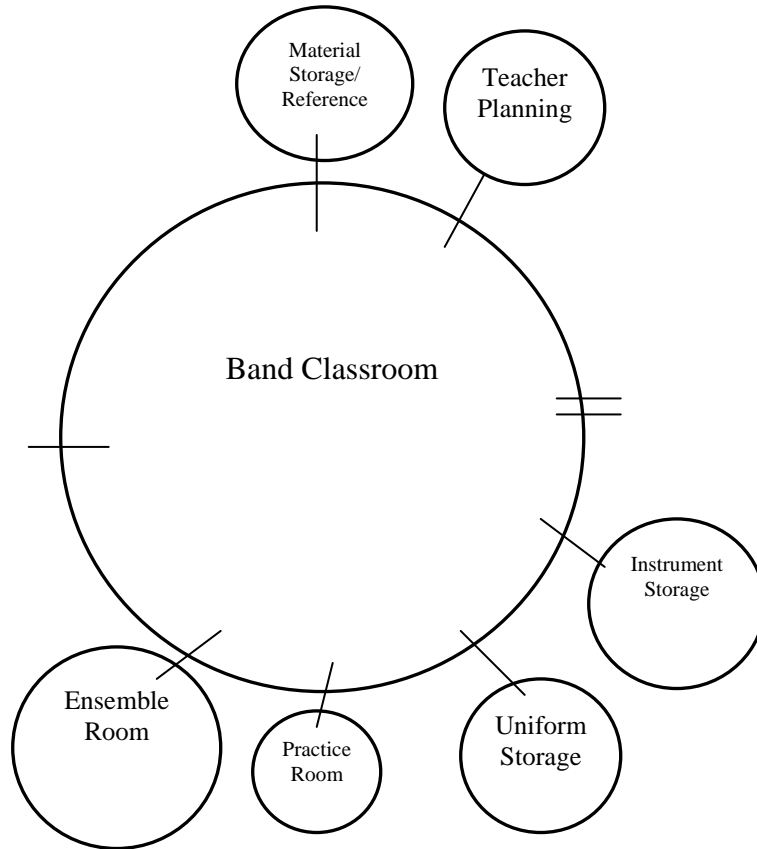 Material
Storage/
Reference
Teacher
Planning
Band Classroom
Instrument
Storage
Ensemble
Room
Uniform
Storage
Practice
Room